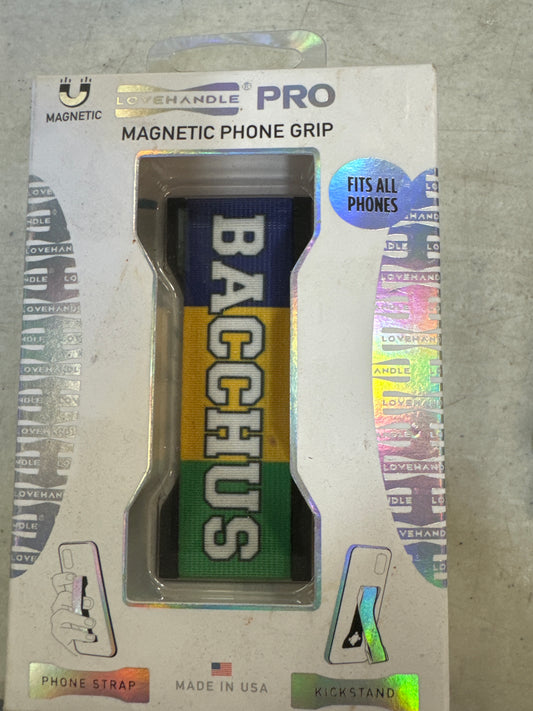 MAGNETIC
LOVEHANDLE® PRO
MAGNETIC PHONE GRIP
FITS ALL
PHONES
BACCHUS
PHONE STRAP
MADE IN USA
KICKSTAND